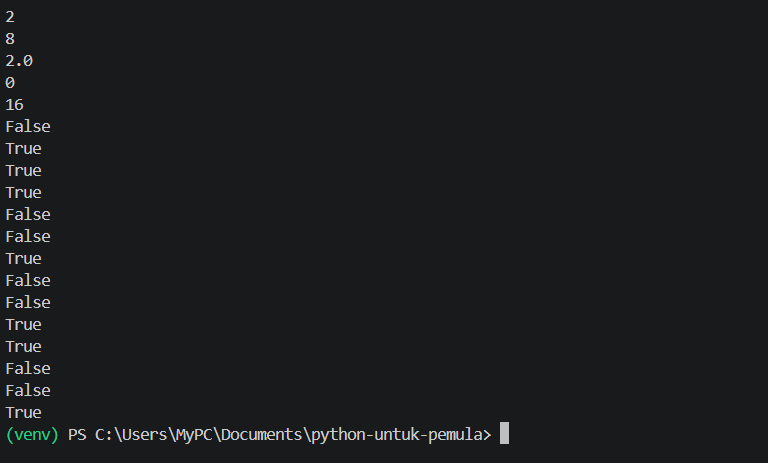 2
8
2.0
0
16
False
True
True
True
False
False
True
False
False
True
True
False
False
True
(venv) PS C:\Users\MyPC\Documents\python-untuk-pemula>